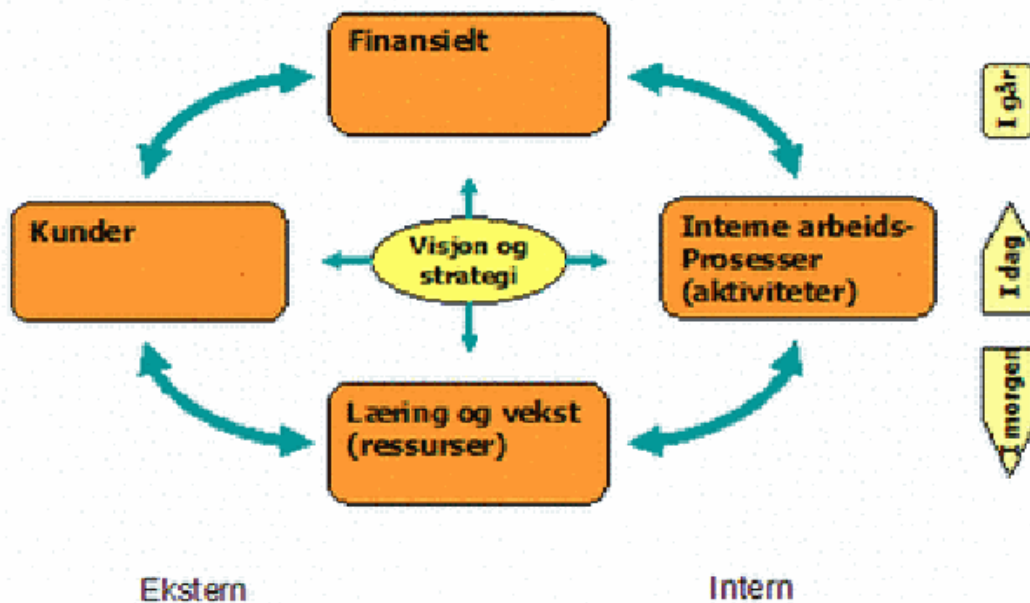 Finansielt
I går
Kunder
Visjon og
strategi
Interne arbeids-
Prosesser
(aktiviteter)
I dag
Læring og vekst
(ressurser)
I morgen
Ekstern
Intern